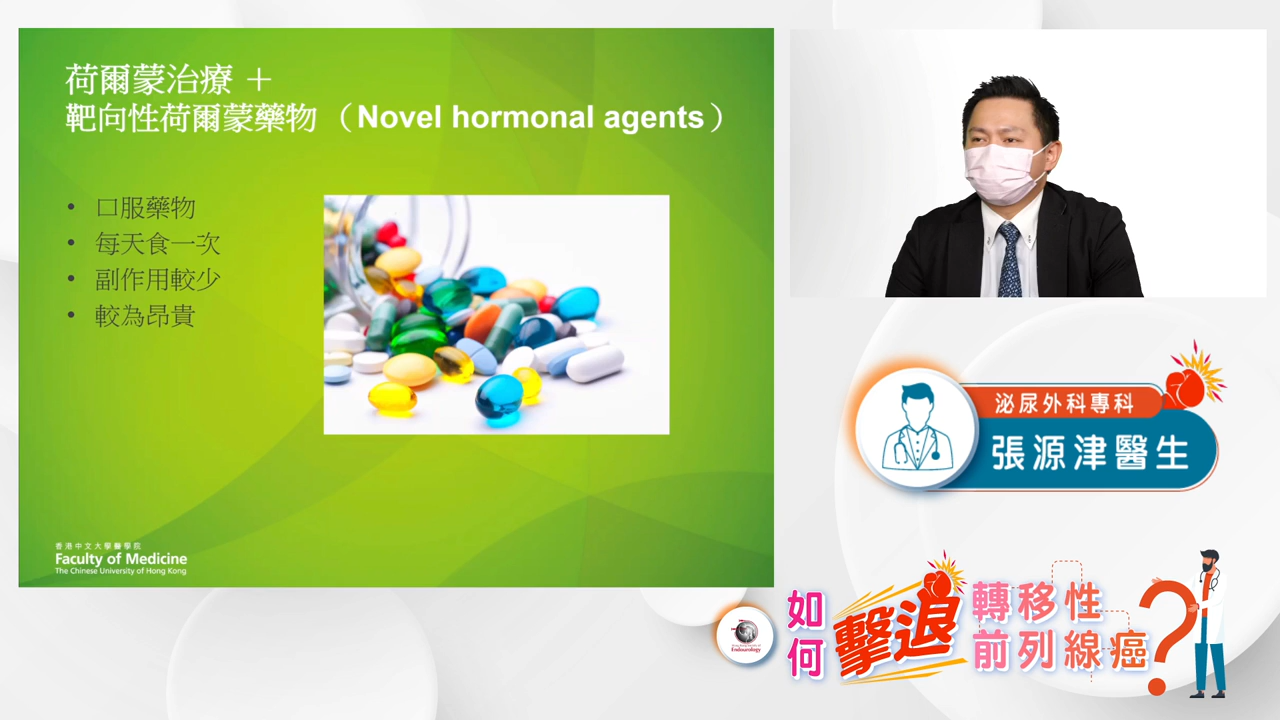 荷爾蒙治療 ＋
靶向性荷爾蒙藥物 （Novel hormonal agents）
• 口服藥物
• 每天食一次
• 副作用較少
• 較為昂貴
香港中文大學醫學院
Faculty of Medicine
The Chinese University of Hong Kong
泌尿外科專科
張源津醫生
Endourology
如何擊退
轉移性
前列線癌?